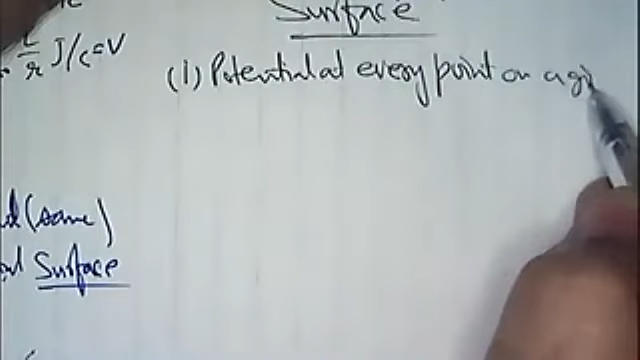 Surface
J/C=V
(1) Potential at every point on a gi
(same)
Surface